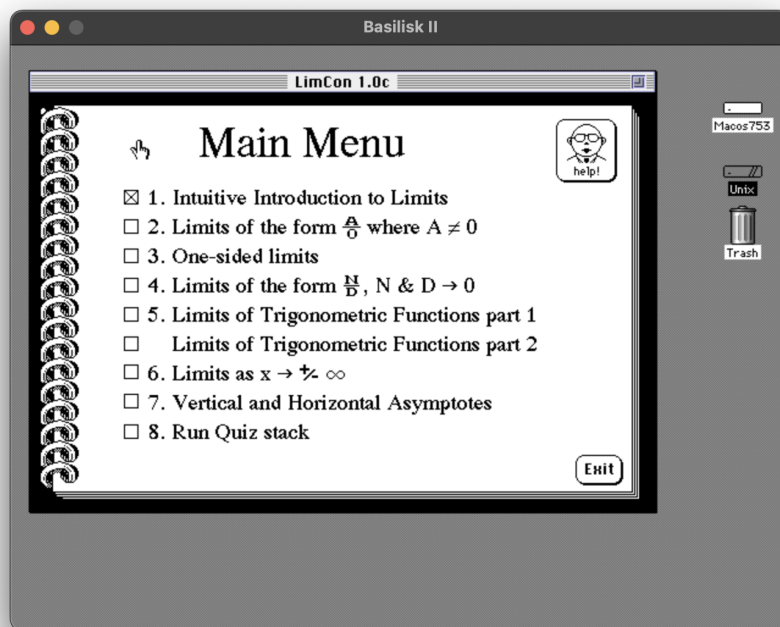 Basilisk II
LimCon 1.0c
Main Menu
help!
1. Intuitive Introduction to Limits
2. Limits of the form A/0 where A ≠ 0
3. One-sided limits
4. Limits of the form N/D, N & D → 0
5. Limits of Trigonometric Functions part 1
Limits of Trigonometric Functions part 2
6. Limits as x → +/- ∞
7. Vertical and Horizontal Asymptotes
8. Run Quiz stack
Exit
Macos753
Unix
Trash